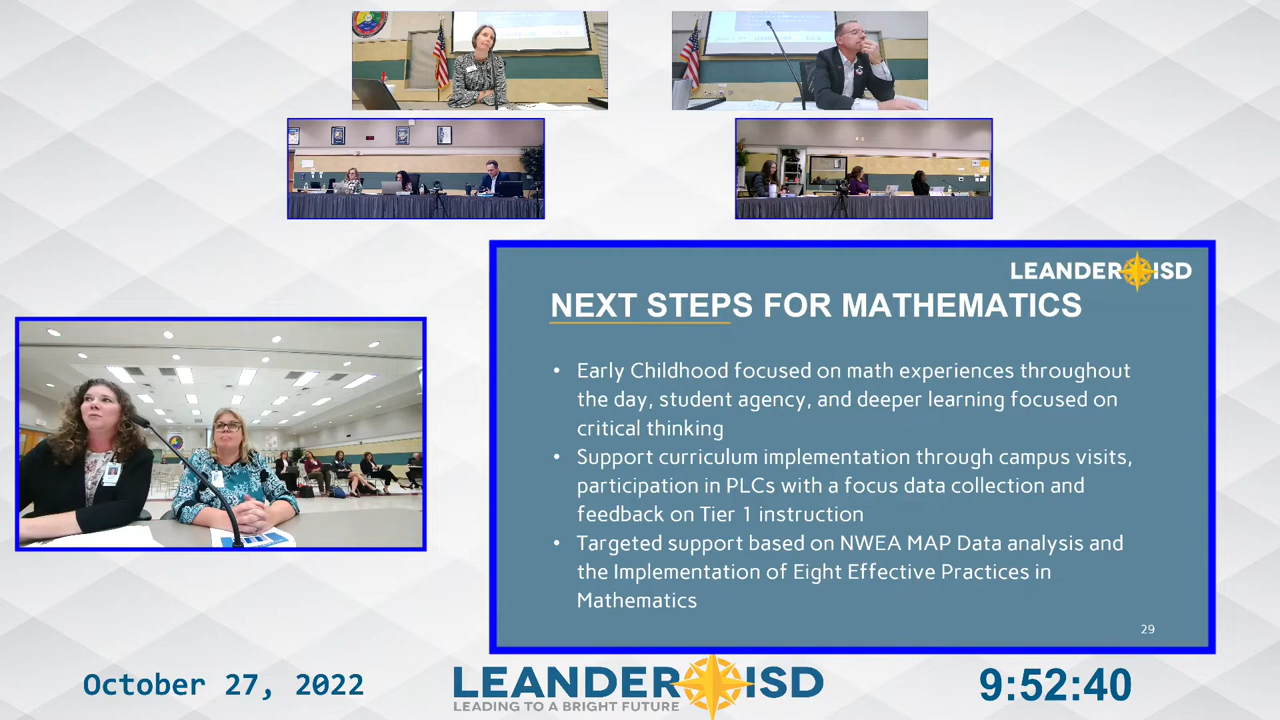 LEANDER ISD
NEXT STEPS FOR MATHEMATICS
• Early Childhood focused on math experiences throughout
the day, student agency, and deeper learning focused on
critical thinking
• Support curriculum implementation through campus visits,
participation in PLCs with a focus data collection and
feedback on Tier 1 instruction
• Targeted support based on NWEA MAP Data analysis and
the Implementation of Eight Effective Practices in
Mathematics
29
October 27, 2022
LEANDER ISD
LEADING TO A BRIGHT FUTURE
9:52:40